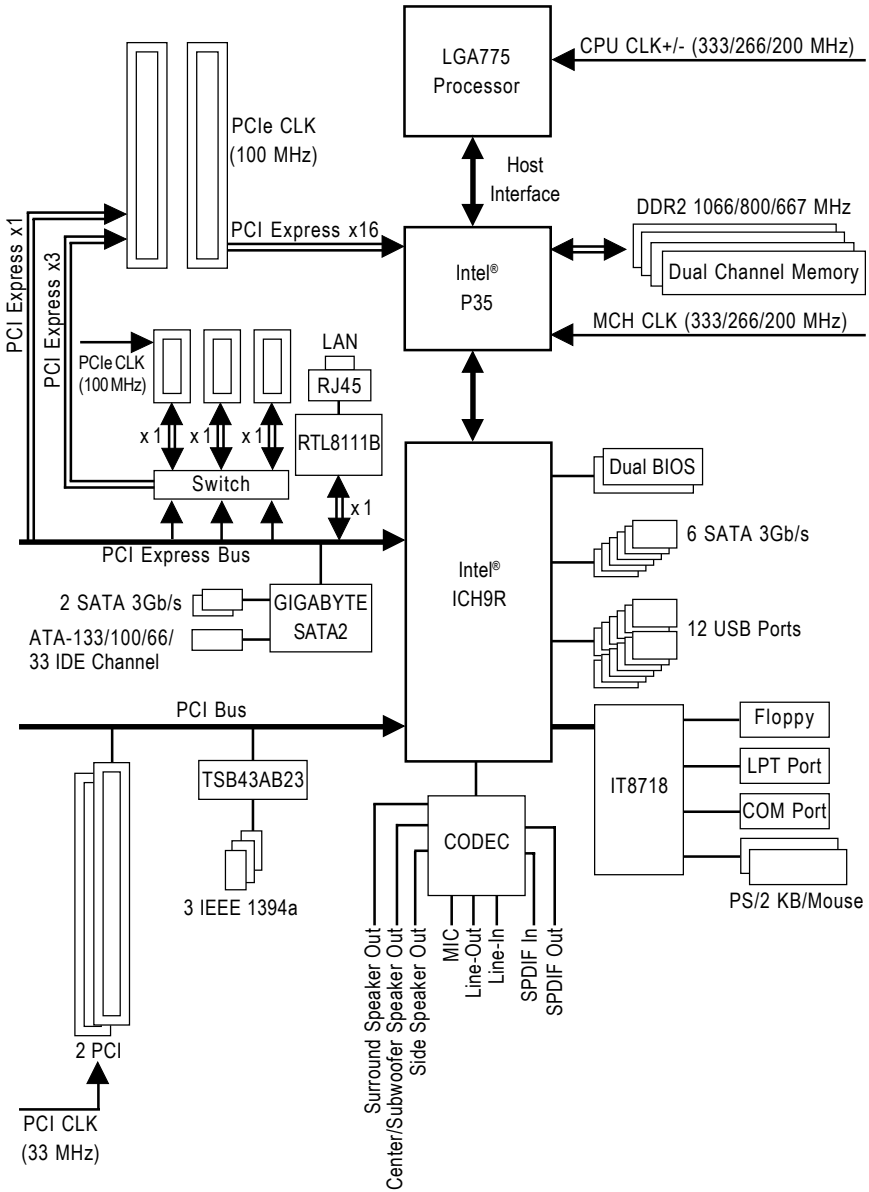 LGA775
Processor
CPU CLK+/- (333/266/200 MHz)
PCIe CLK
(100 MHz)
Host
Interface
DDR2 1066/800/667 MHz
Dual Channel Memory
PCI Express x1
PCI Express x3
PCI Express x16
Intel®
P35
MCH CLK (333/266/200 MHz)
PCIe CLK
(100 MHz)
LAN
RJ45
RTL8111B
x 1
x 1
x 1
x 1
Switch
PCI Express Bus
Dual BIOS
6 SATA 3Gb/s
Intel®
ICH9R
2 SATA 3Gb/s
GIGABYTE
SATA2
ATA-133/100/66/
33 IDE Channel
12 USB Ports
PCI Bus
TSB43AB23
3 IEEE 1394a
IT8718
Floppy
LPT Port
COM Port
PS/2 KB/Mouse
CODEC
Surround Speaker Out
Center/Subwoofer Speaker Out
Side Speaker Out
MIC
Line-Out
Line-In
SPDIF In
SPDIF Out
2 PCI
PCI CLK
(33 MHz)